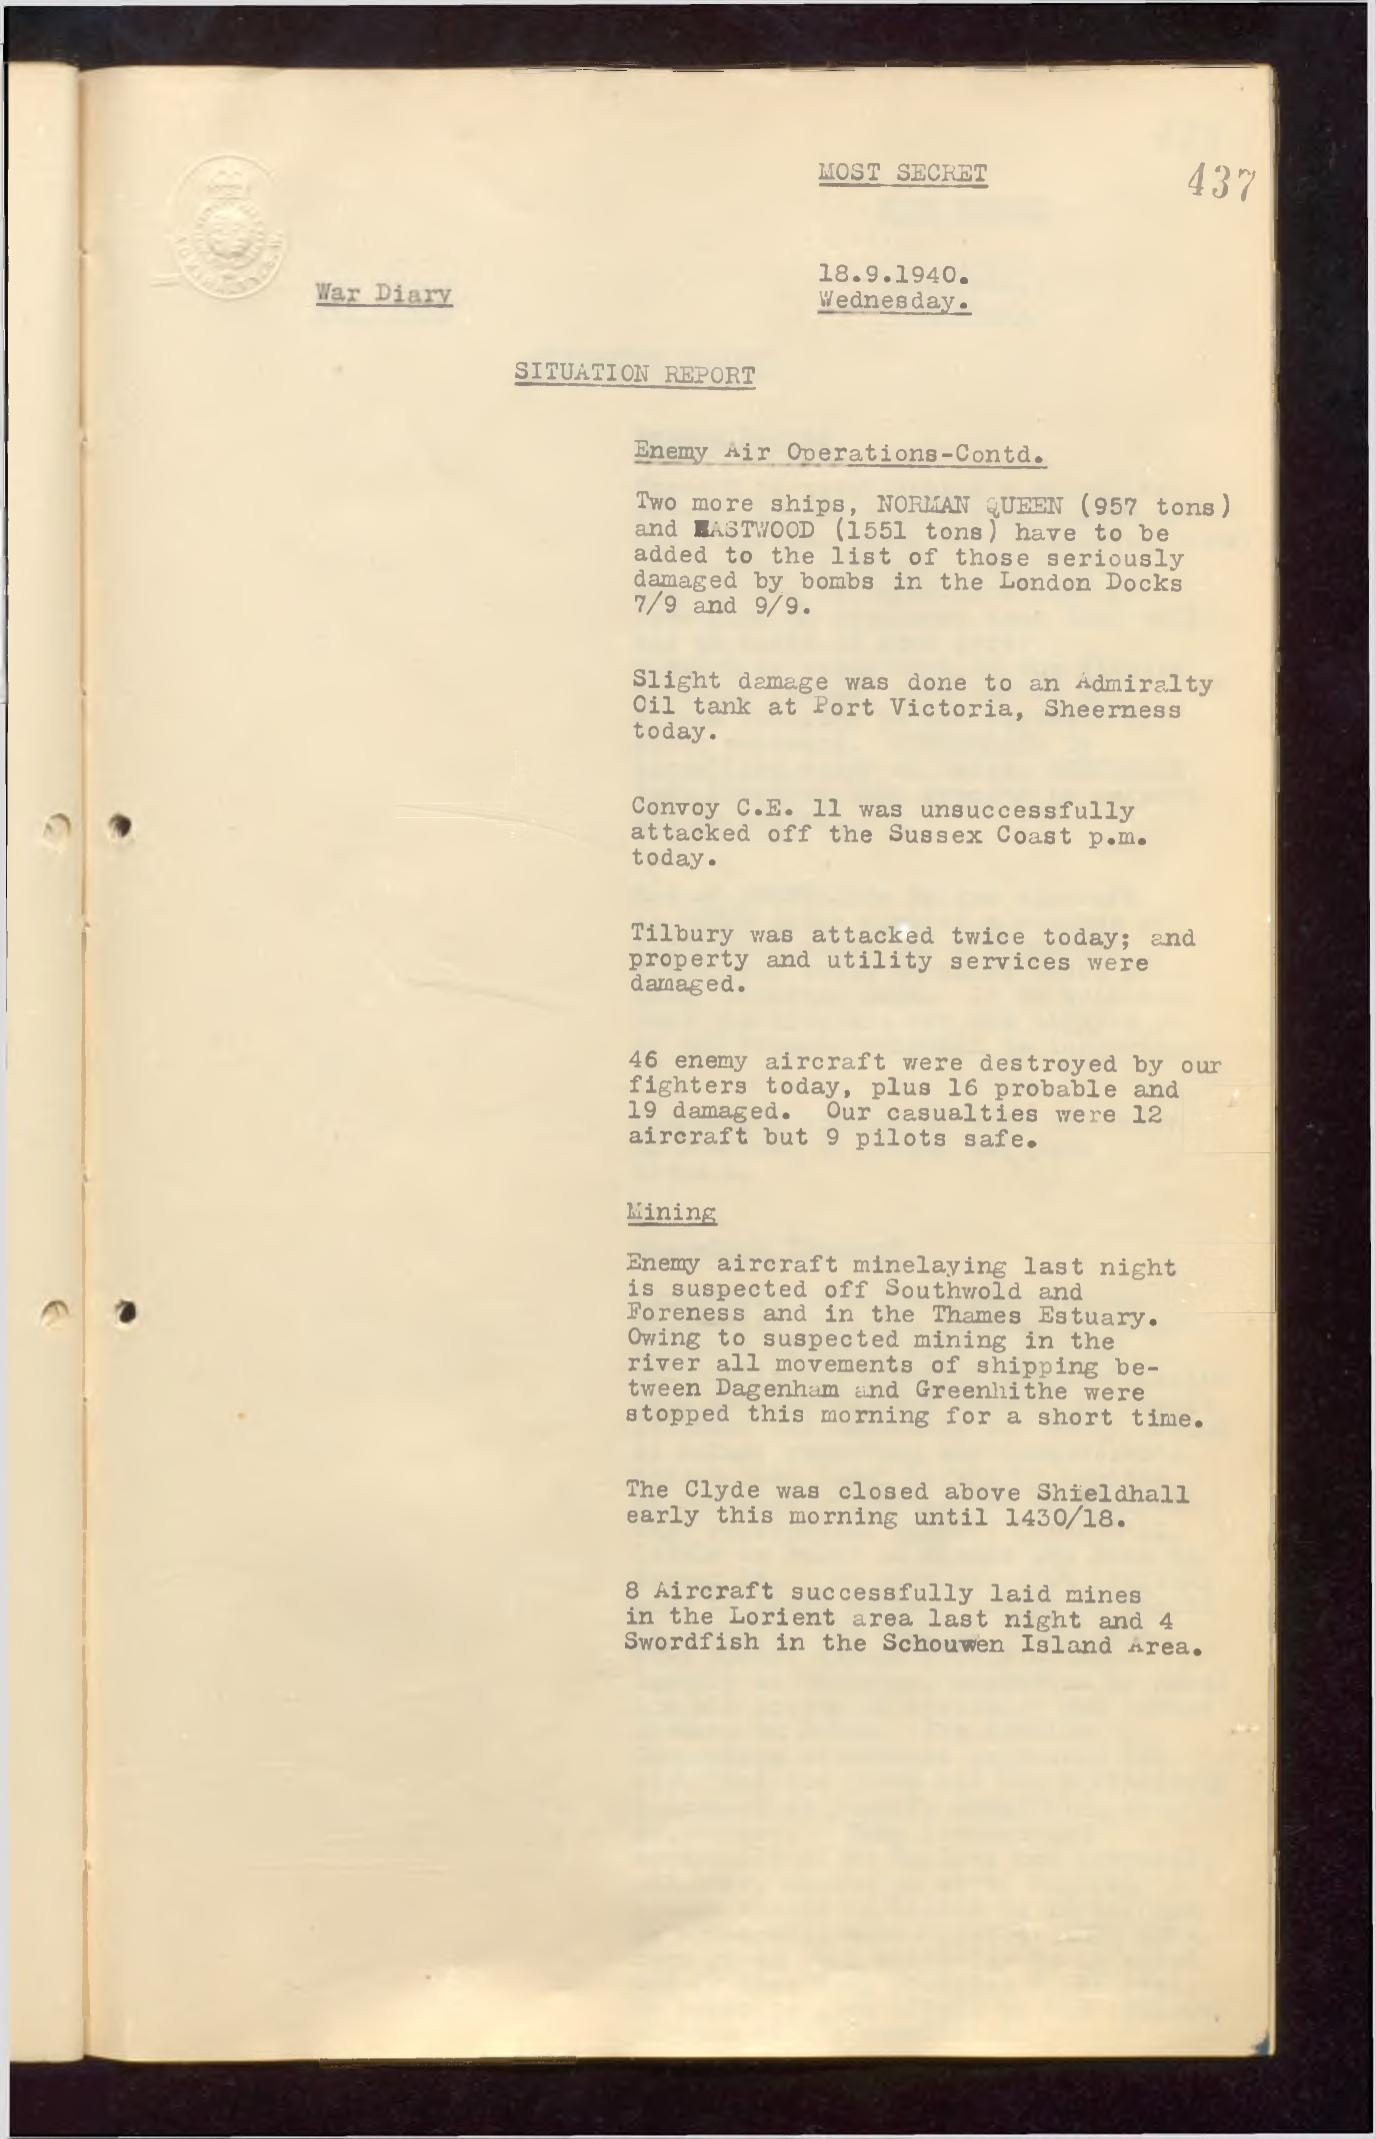 MOST SECRET
437
18.9.1940.
Wednesday.
War Diary
SITUATION REPORT
Enemy Air Operations-Contd.
Two more ships, NORMAN QUEEN (957 tons)
and EASTWOOD (1551 tons) have to be
added to the list of those seriously
damaged by bombs in the London Docks
7/9 and 9/9.
Slight damage was done to an Admiralty
Oil tank at Port Victoria, Sheerness
today.
Convoy C.E. 11 was unsuccessfully
attacked off the Sussex Coast p.m.
today.
Tilbury was attacked twice today; and
property and utility services were
damaged.
46 enemy aircraft were destroyed by our
fighters today, plus 16 probable and
19 damaged. Our casualties were 12
aircraft but 9 pilots safe.
Mining
Enemy aircraft minelaying last night
is suspected off Southwold and
Foreness and in the Thames Estuary.
Owing to suspected mining in the
river all movements of shipping be-
tween Dagenham and Greenhithe were
stopped this morning for a short time.
The Clyde was closed above Shieldhall
early this morning until 1430/18.
8 Aircraft successfully laid mines
in the Lorient area last night and 4
Swordfish in the Schouwen Island Area.